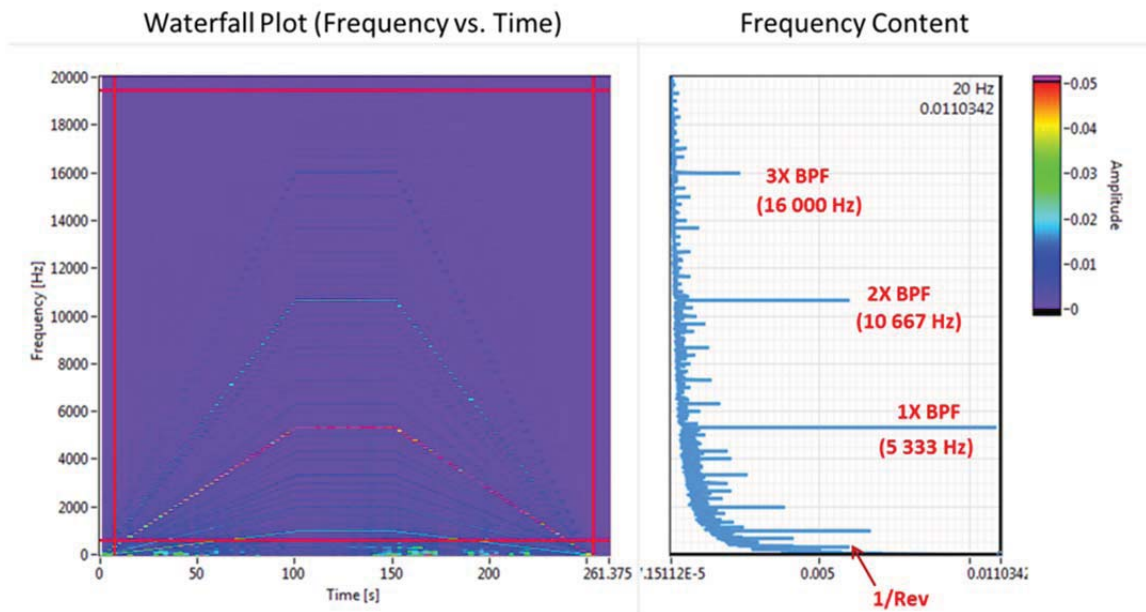 Waterfall Plot (Frequency vs. Time)
Frequency Content
20000
18000
16000
14000
12000
10000
8000
6000
4000
2000
0
Frequency [Hz]
0
50
100
150
200
261.375
Time [s]
20 Hz
0.0110342
3X BPF
(16 000 Hz)
2X BPF
(10 667 Hz)
1X BPF
(5 333 Hz)
7.15112E-5
0.005
0.0110342
1/Rev
0.05
0.04
0.03
0.02
0.01
0
Amplitude